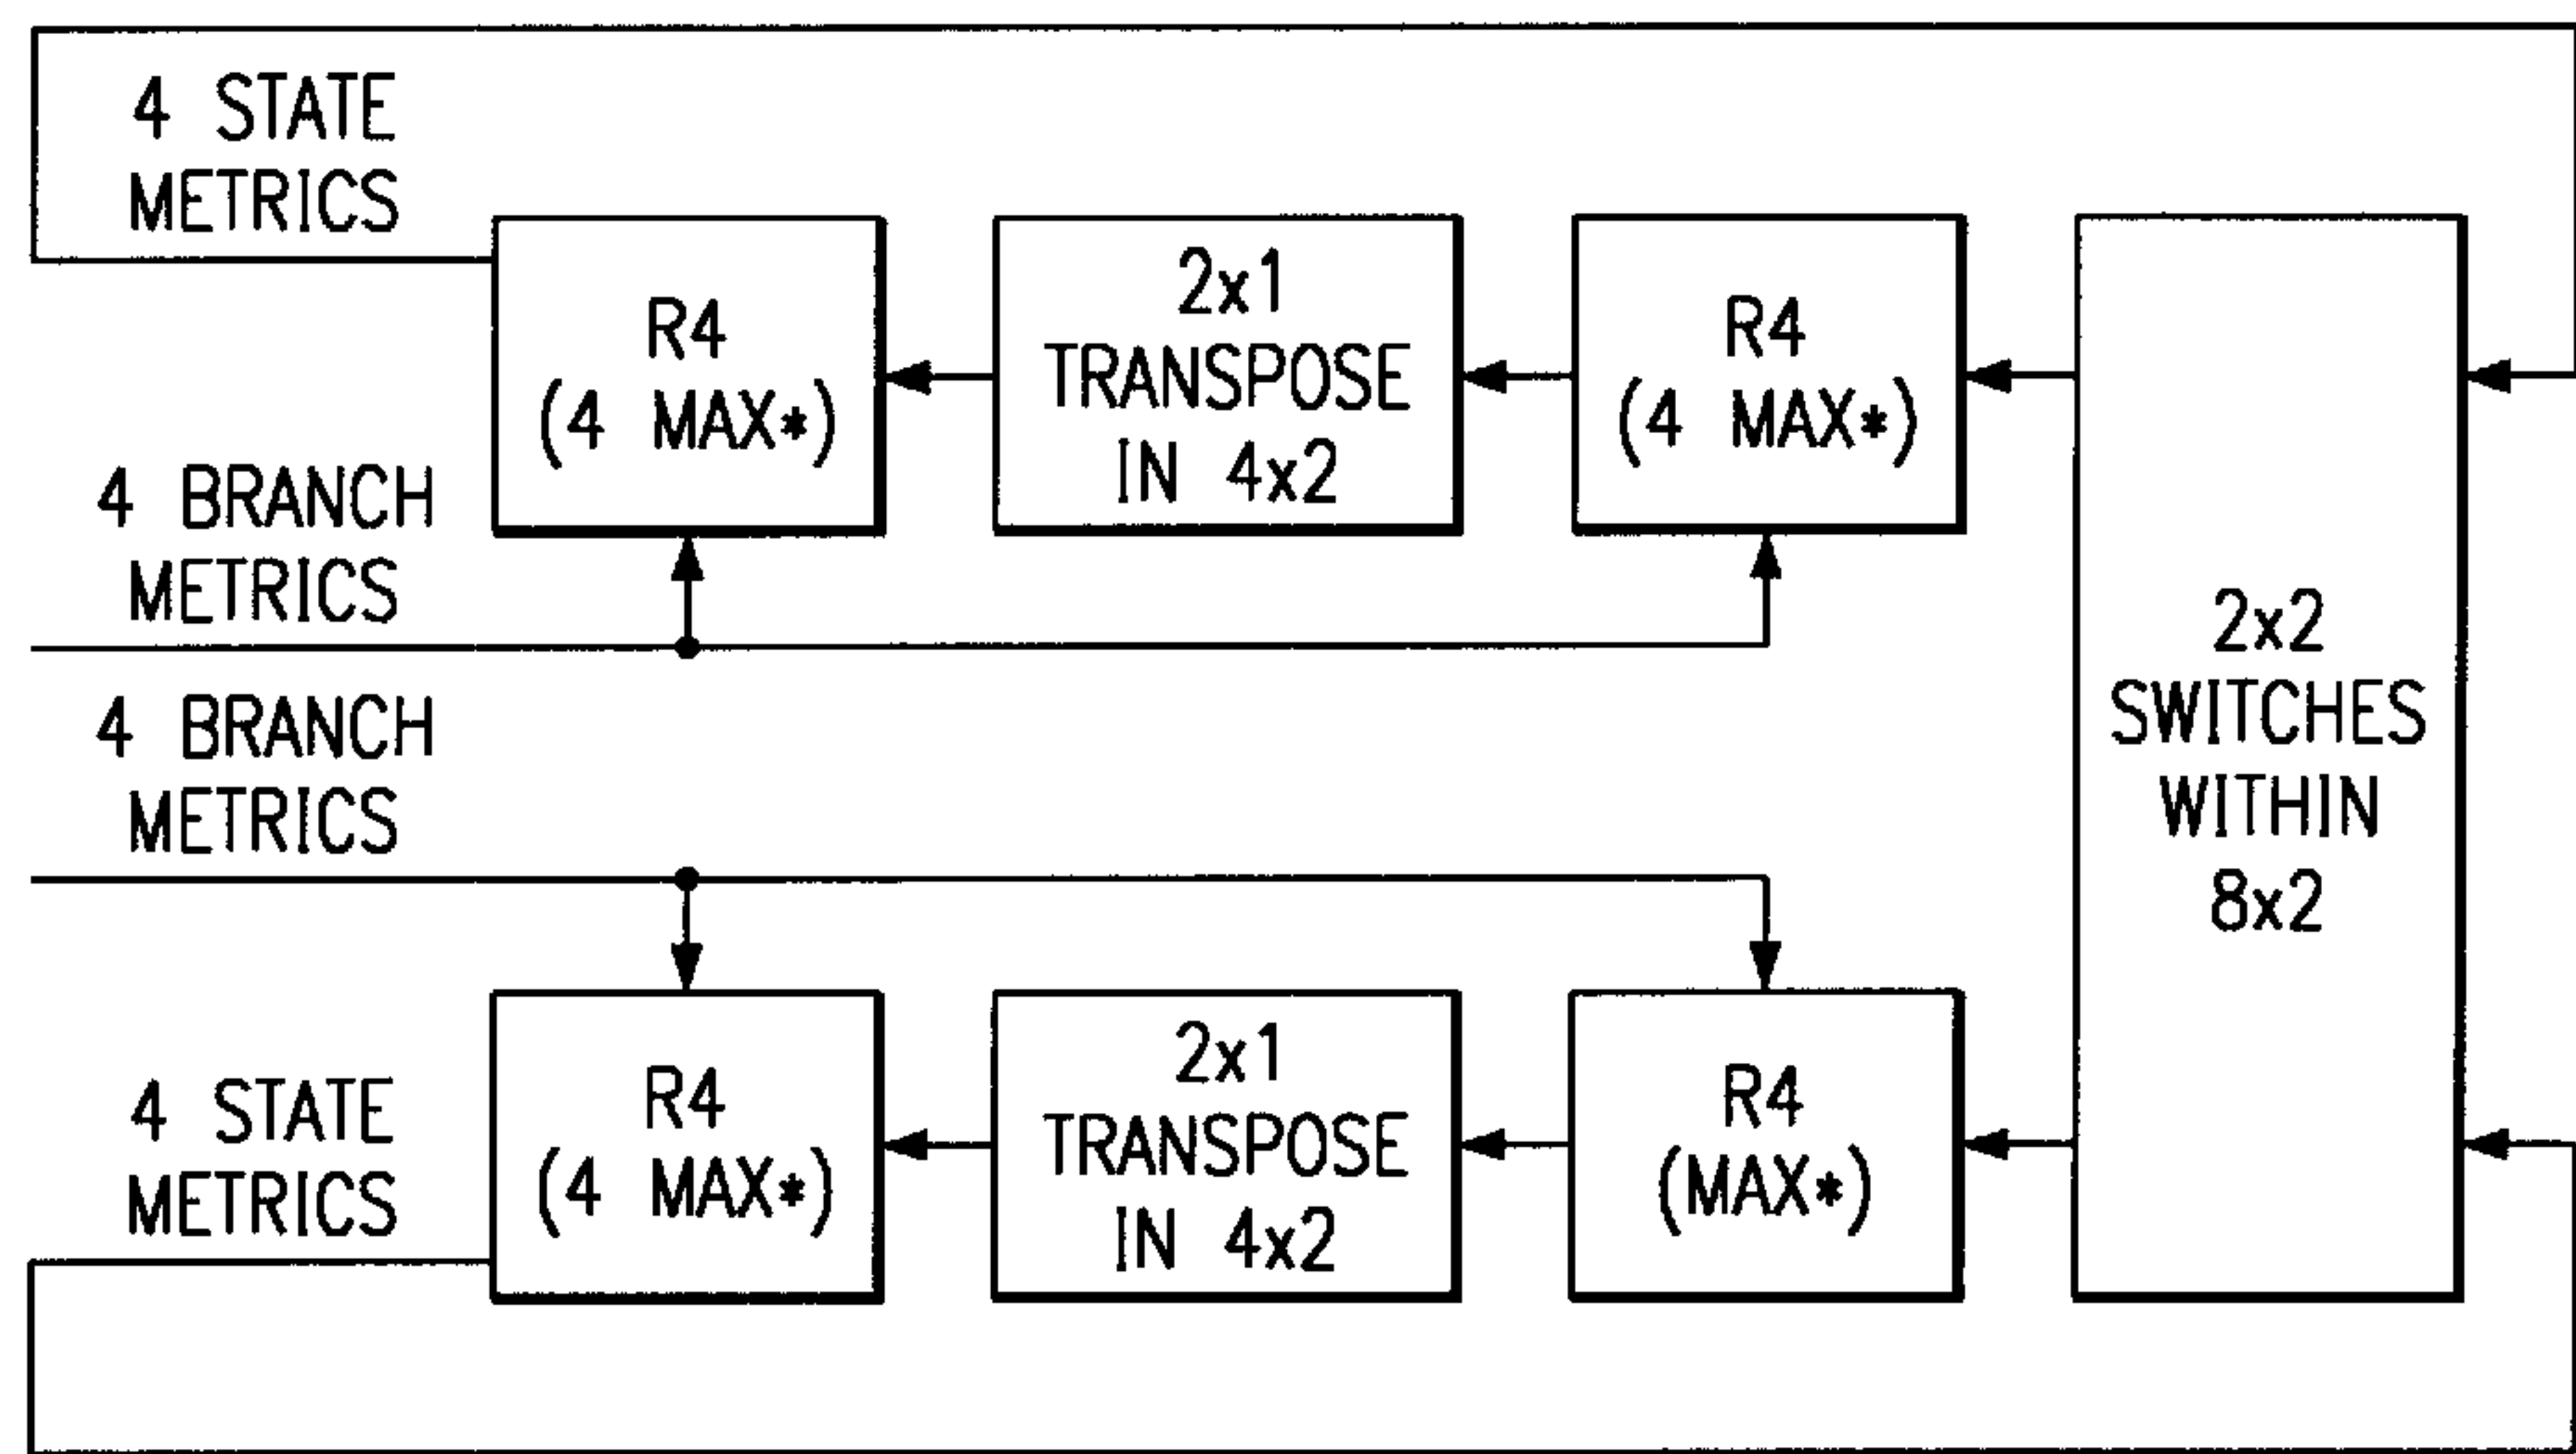 4 STATE
METRICS
R4
(4 MAX*)
2x1
TRANSPOSE
IN 4x2
R4
(4 MAX*)
4 BRANCH
METRICS
2x2
SWITCHES
WITHIN
8x2
4 BRANCH
METRICS
4 STATE
METRICS
R4
(4 MAX*)
2x1
TRANSPOSE
IN 4x2
R4
(MAX*)